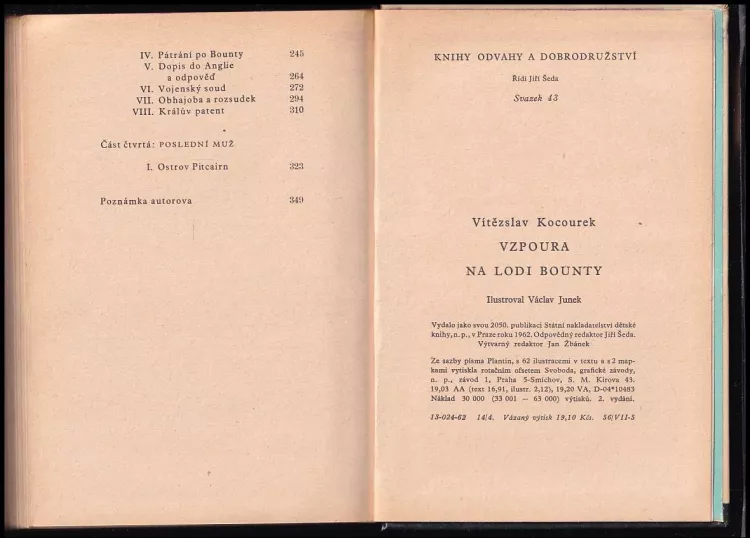 IV. Pátrání po Bounty 245
V. Dopis do Anglie
a odpověď 264
VI. Vojenský soud 272
VII. Obhajoba a rozsudek 294
VIII. Králův patent 310
Část čtvrtá: POSLEDNÍ MUŽ
I. Ostrov Pitcairn 323
Poznámka autorova 349
KNIHY ODVAHY A DOBRODRUŽSTVÍ
Řídí Jiří Šeda
Svazek 43
Vítězslav Kocourek
VZPOURA
NA LODI BOUNTY
Ilustroval Václav Junek
Vydalo jako svou 2050. publikaci Státní nakladatelství dětské
knihy, n. p., v Praze roku 1962. Odpovědný redaktor Jiří Šeda.
Výtvarný redaktor Jan Žbánek
Ze sazby písma Plantin, s 62 ilustracemi v textu a s 2 map-
kami vytiskla rotačním ofsetem Svoboda, grafické závody,
n. p., závod 1, Praha 5-Smíchov, S. M. Kirova 43.
19,03 AA (text 16,91, ilustr. 2,12), 19,20 VA, D-04*10483
Náklad 30 000 (33 001 — 63 000) výtisků. 2. vydání.
13-024-62 14/4. Vázaný výtisk 19,10 Kčs. 56/VII-5